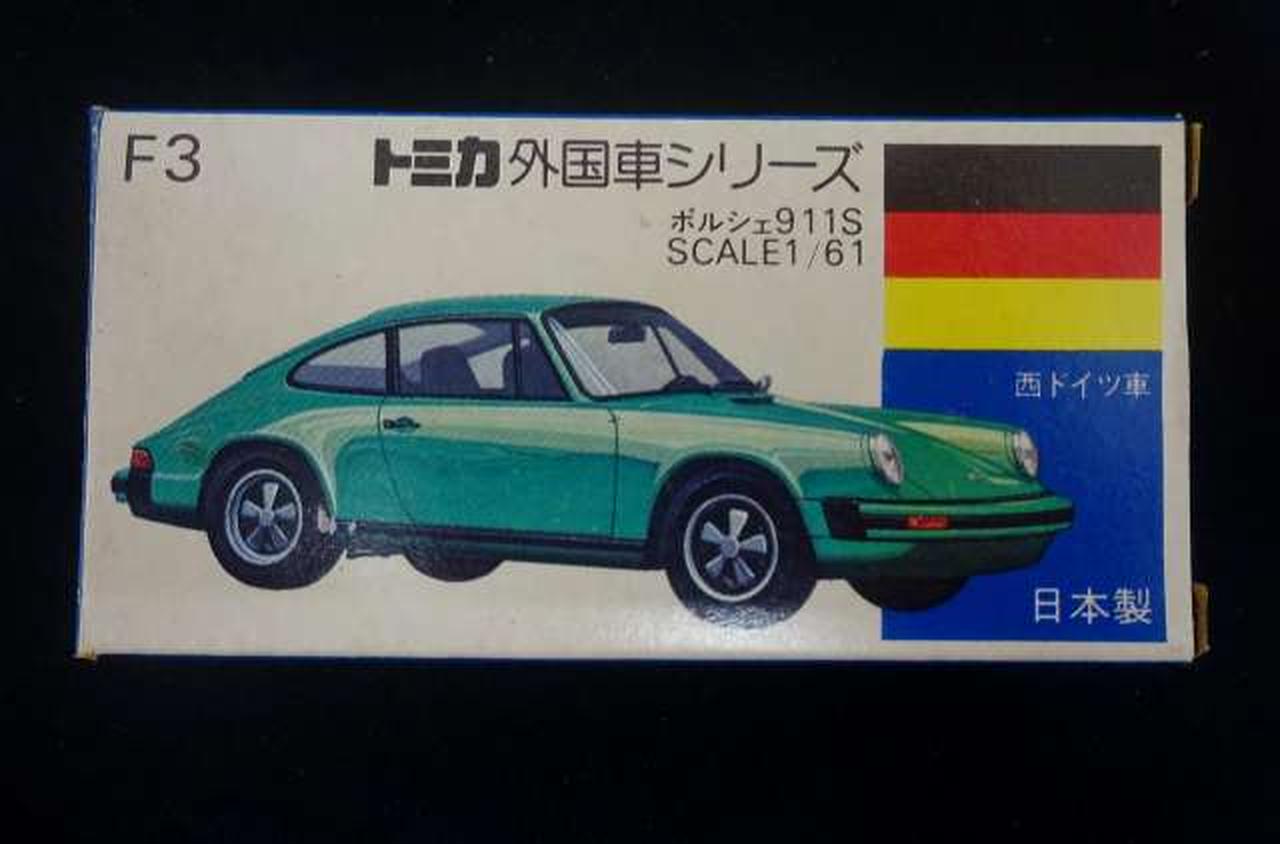 F3
トミカ外国車シリーズ
ポルシェ911S
SCALE1/61
西ドイツ車
日本製